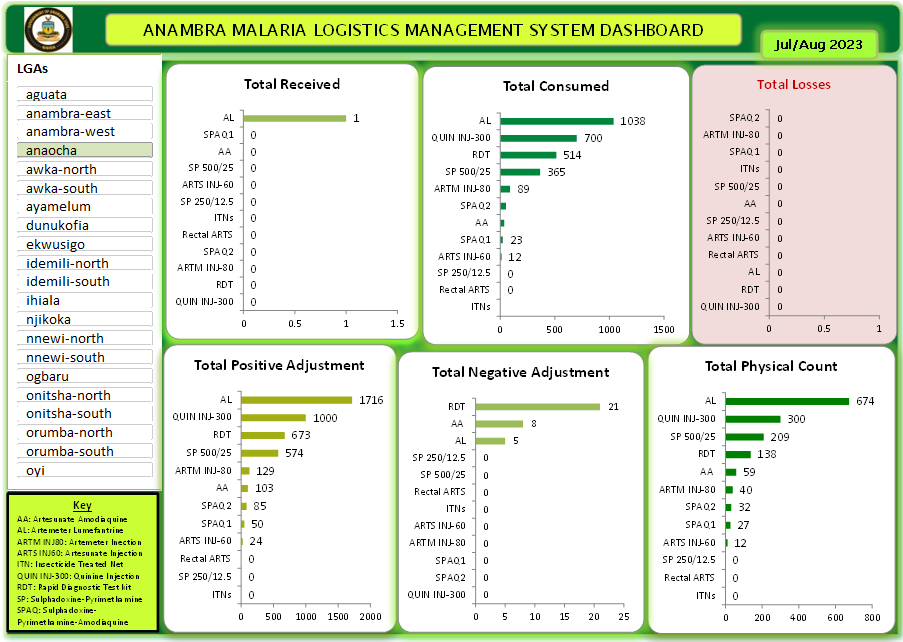 ANAMBRA MALARIA LOGISTICS MANAGEMENT SYSTEM DASHBOARD
Jul/Aug 2023
LGAs
aguata
anambra-east
anambra-west
anaocha
awka-north
awka-south
ayamelum
dunukofia
ekwusigo
idemili-north
idemili-south
ihiala
njikoka
nnewi-north
nnewi-south
ogbaru
onitsha-north
onitsha-south
orumba-north
orumba-south
oyi
Key
AA: Artesunate Amodiaquine
AL: Artemeter Lumefantrine
ARTM INJ80: Artemeter Inection
ARTS INJ60: Artesunate Injection
ITN: Insecticide Treated Net
QUIN INJ-300: Quinine Injection
RDT: Rapid Diagnostic Test kit
SP: Sulphadoxine-Pyrimethamine
SPAQ: Sulphadoxine-
Pyrimethamine-Amodiaquine
Total Received
AL 1
SPAQ1 0
AA 0
SP 500/25 0
ARTS INJ-60 0
SP 250/12.5 0
ITNs 0
Rectal ARTS 0
SPAQ2 0
ARTM INJ-80 0
RDT 0
QUIN INJ-300 0
0 0.5 1 1.5
Total Consumed
AL 1038
QUIN INJ-300 700
RDT 514
SP 500/25 365
ARTM INJ-80 89
SPAQ2
AA
SPAQ1 23
ARTS INJ-60 12
SP 250/12.5 0
Rectal ARTS 0
ITNs
0 500 1000 1500
Total Losses
SPAQ2 0
ARTM INJ-80 0
SPAQ1 0
ITNs 0
SP 500/25 0
AA 0
SP 250/12.5 0
ARTS INJ-60 0
Rectal ARTS 0
AL 0
RDT 0
QUIN INJ-300 0
0 0.5 1
Total Positive Adjustment
AL 1716
QUIN INJ-300 1000
RDT 673
SP 500/25 574
ARTM INJ-80 129
AA 103
SPAQ2 85
SPAQ1 50
ARTS INJ-60 24
Rectal ARTS 0
SP 250/12.5 0
ITNs 0
0 500 1000 1500 2000
Total Negative Adjustment
RDT 21
AA 8
AL 5
SP 250/12.5 0
SP 500/25 0
Rectal ARTS 0
ITNs 0
ARTS INJ-60 0
ARTM INJ-80 0
SPAQ1 0
SPAQ2 0
QUIN INJ-300 0
0 5 10 15 20 25
Total Physical Count
AL 674
QUIN INJ-300 300
SP 500/25 209
RDT 138
AA 59
ARTM INJ-80 40
SPAQ2 32
SPAQ1 27
ARTS INJ-60 12
SP 250/12.5 0
Rectal ARTS 0
ITNs 0
0 200 400 600 800